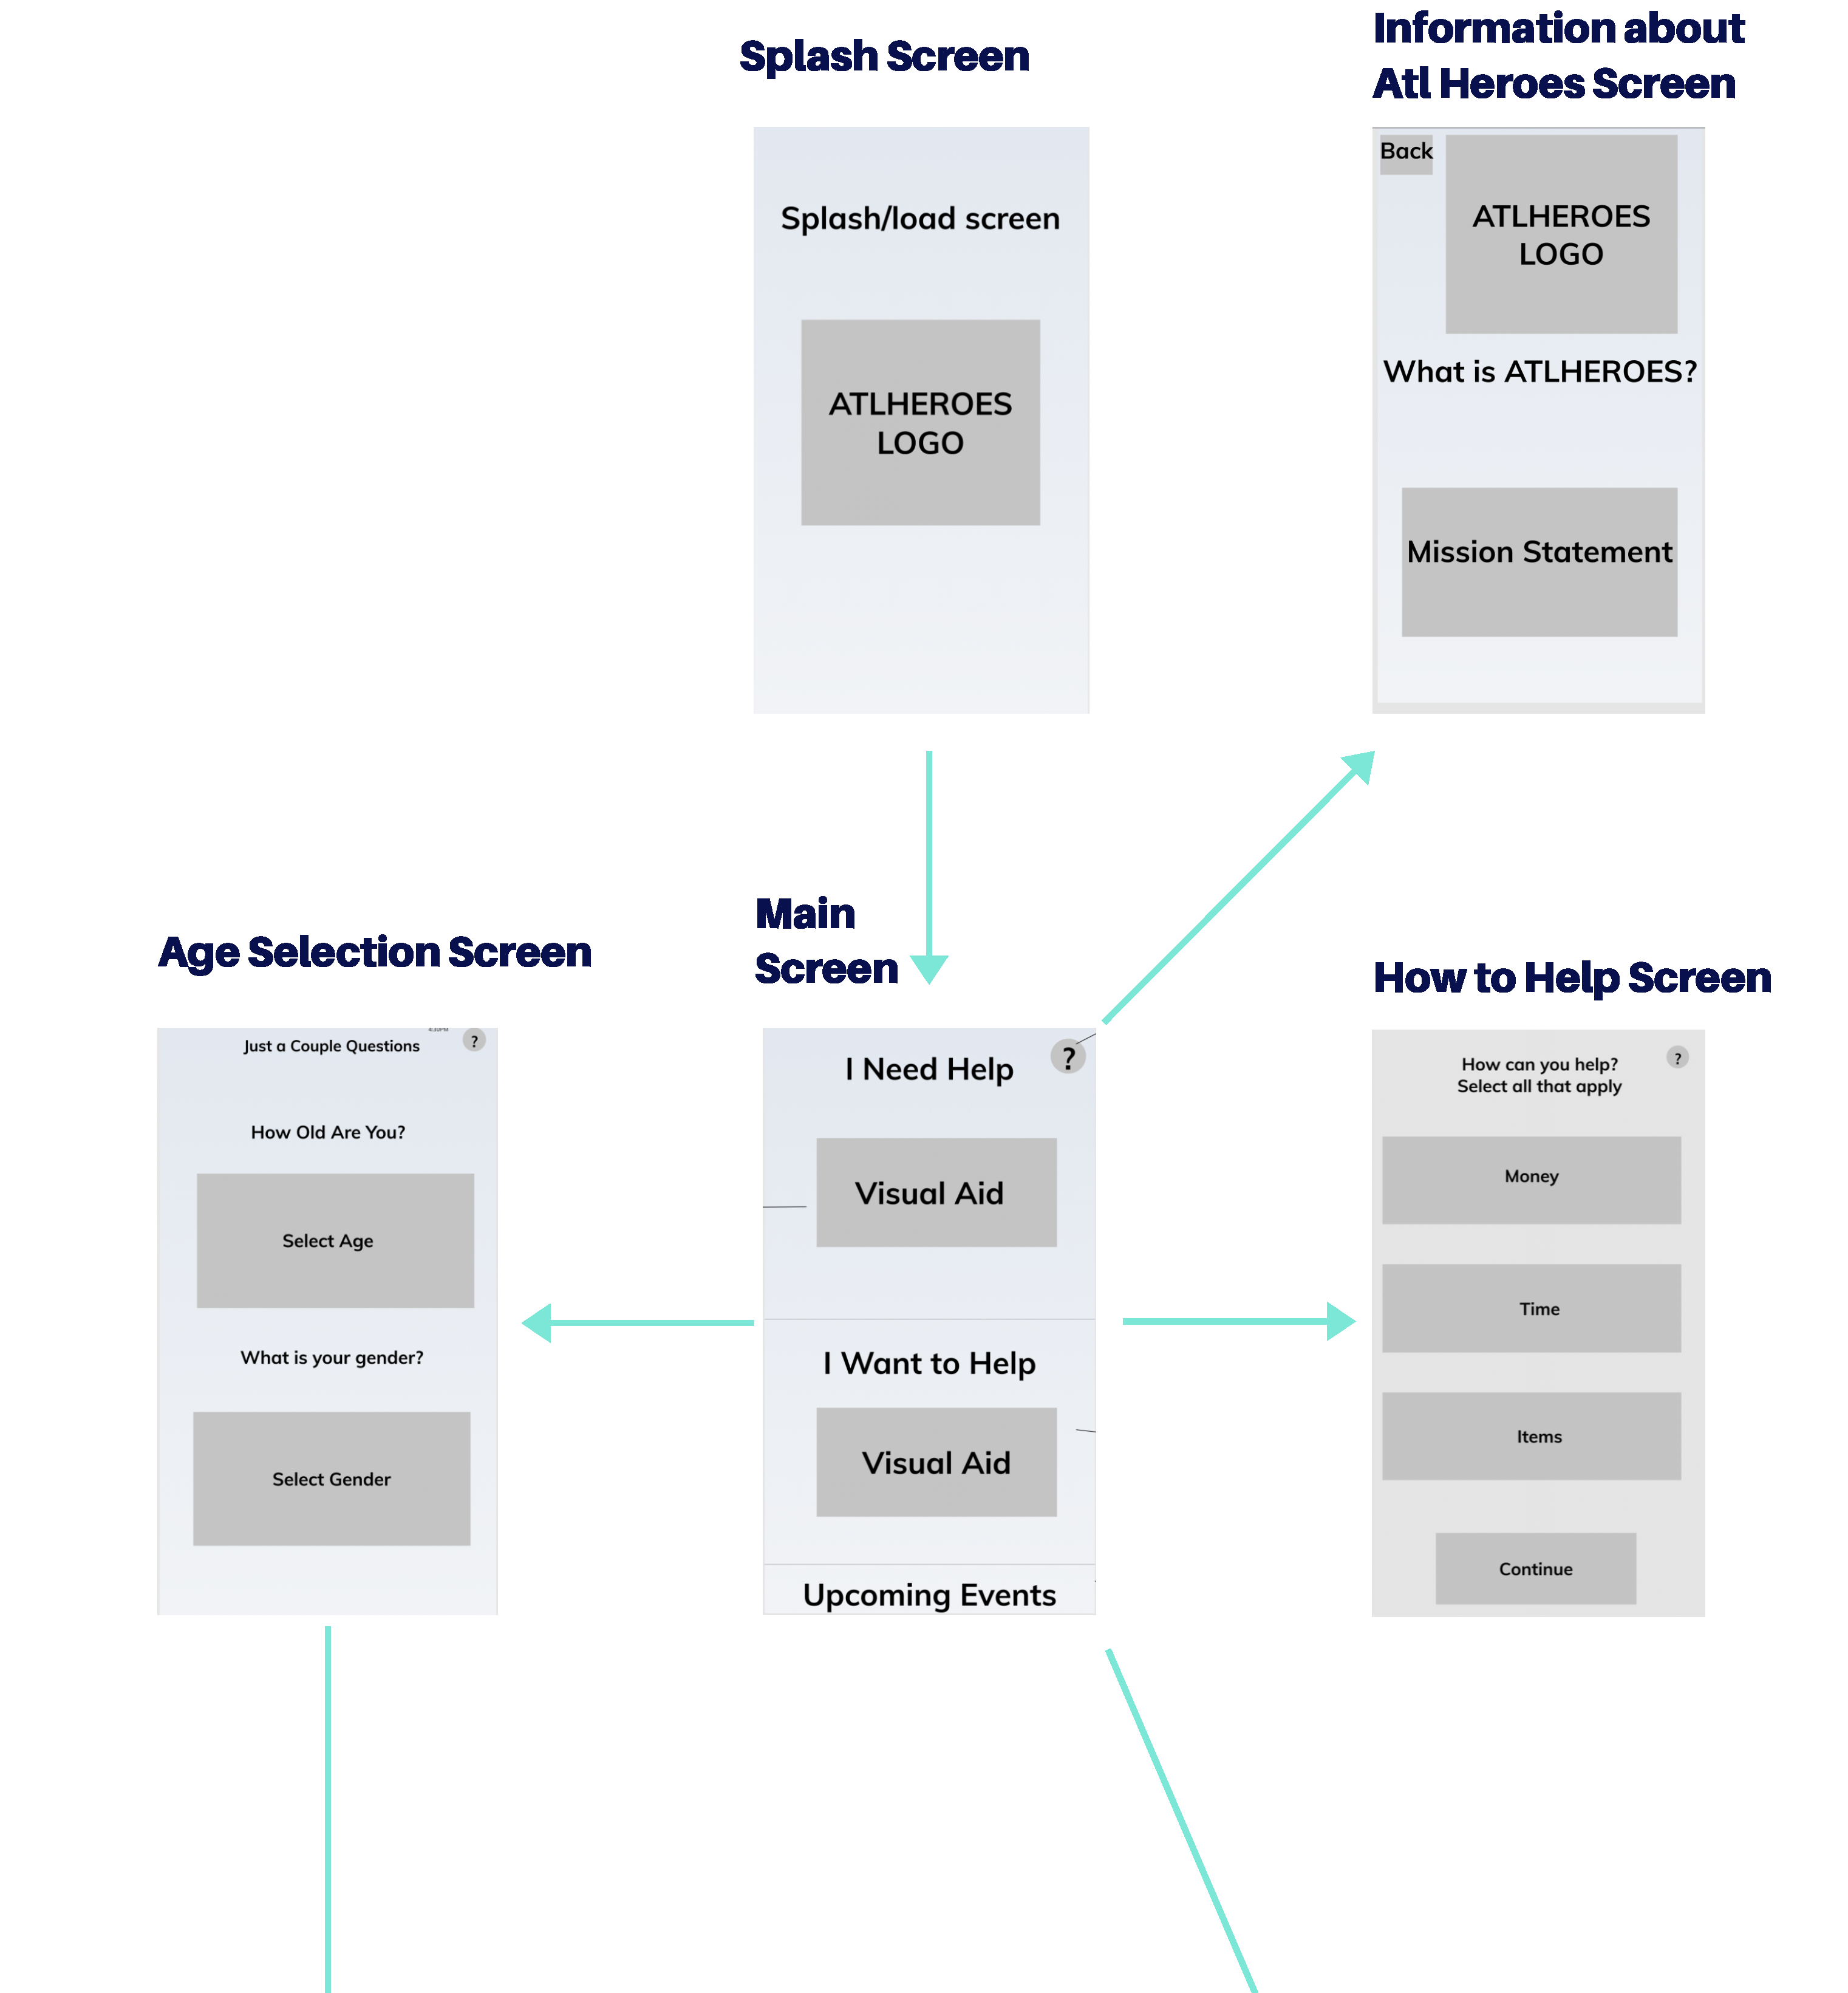 Splash Screen
Information about
Atl Heroes Screen
Splash/load screen
ATLHEROES
LOGO
Back
ATLHEROES
LOGO
What is ATLHEROES?
Mission Statement
Age Selection Screen
Main
Screen
How to Help Screen
Just a Couple Questions
?
How Old Are You?
Select Age
What is your gender?
Select Gender
I Need Help
?
Visual Aid
I Want to Help
Visual Aid
Upcoming Events
How can you help?
?
Select all that apply
Money
Time
Items
Continue